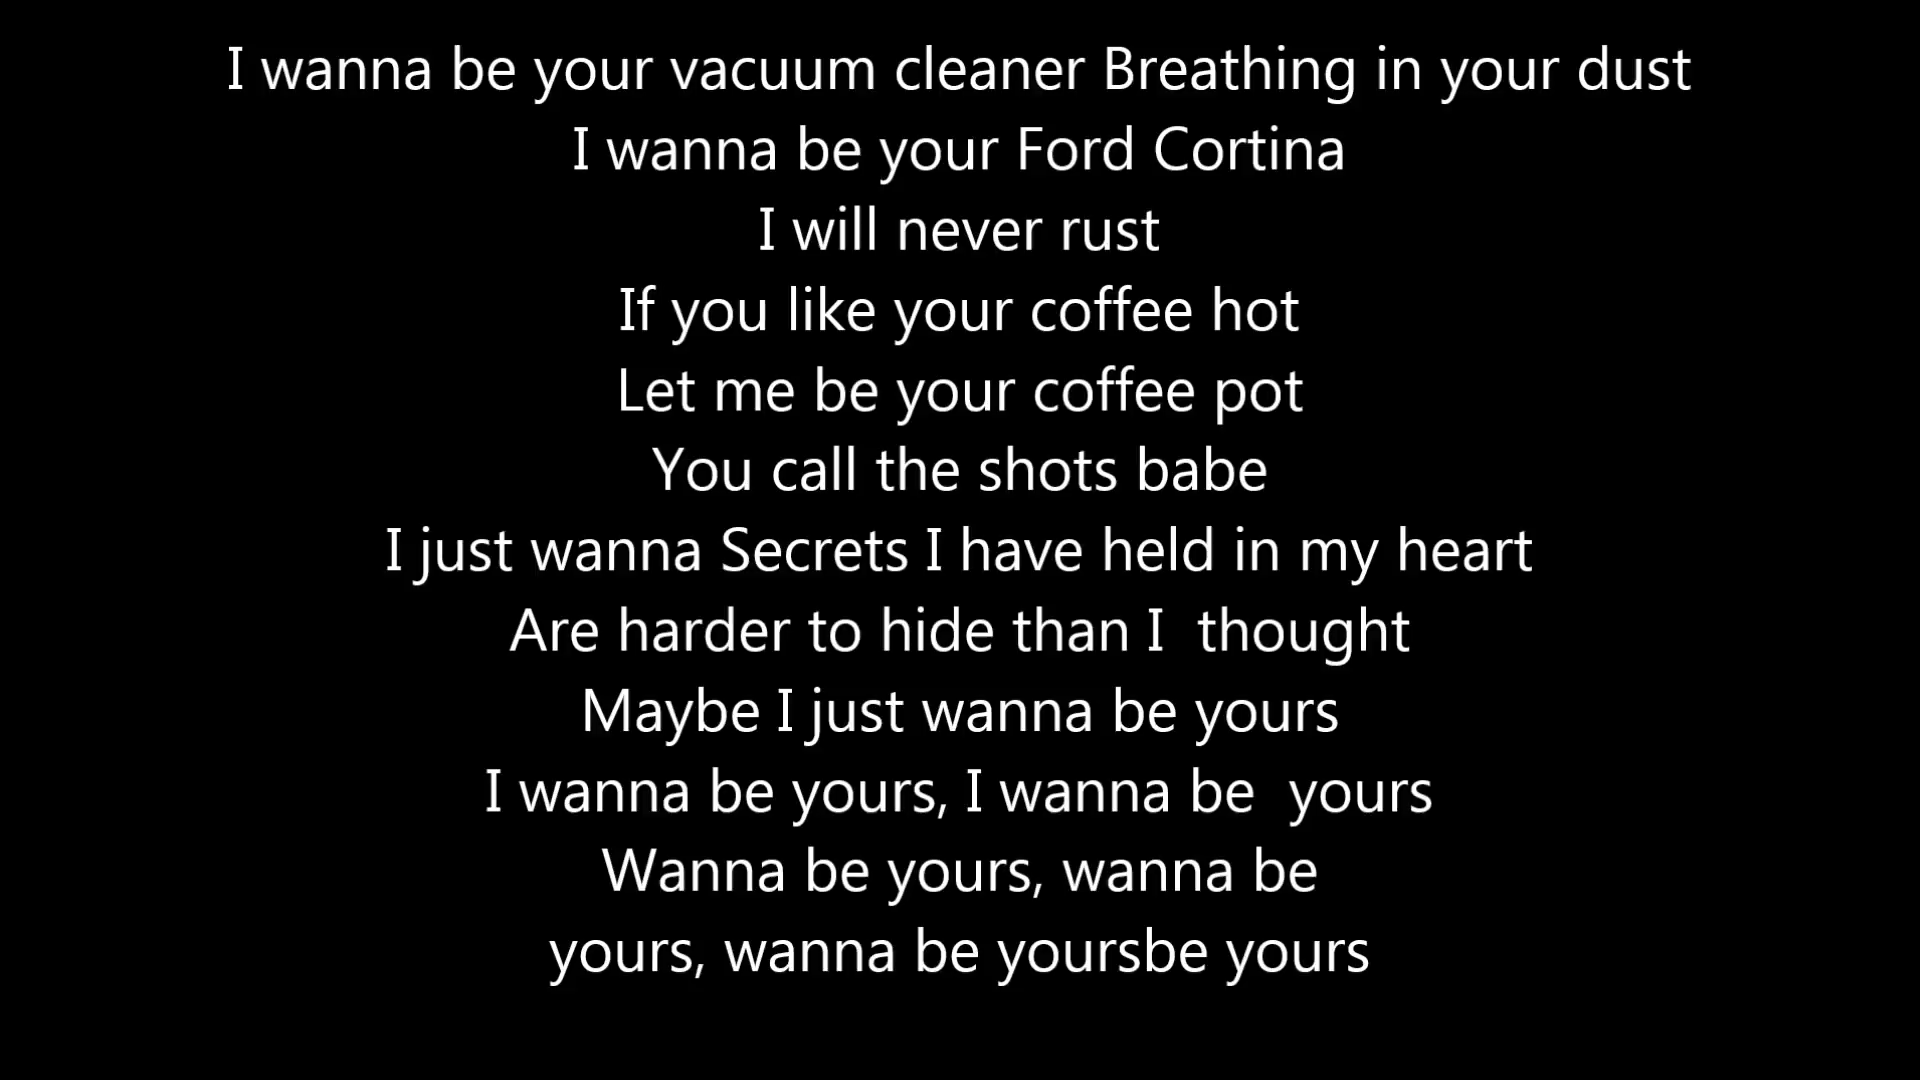 I wanna be your vacuum cleaner Breathing in your dust
I wanna be your Ford Cortina
I will never rust
If you like your coffee hot
Let me be your coffee pot
You call the shots babe
I just wanna Secrets I have held in my heart
Are harder to hide than I  thought
Maybe I just wanna be yours
I wanna be yours, I wanna be  yours
Wanna be yours, wanna be
yours, wanna be yoursbe yours